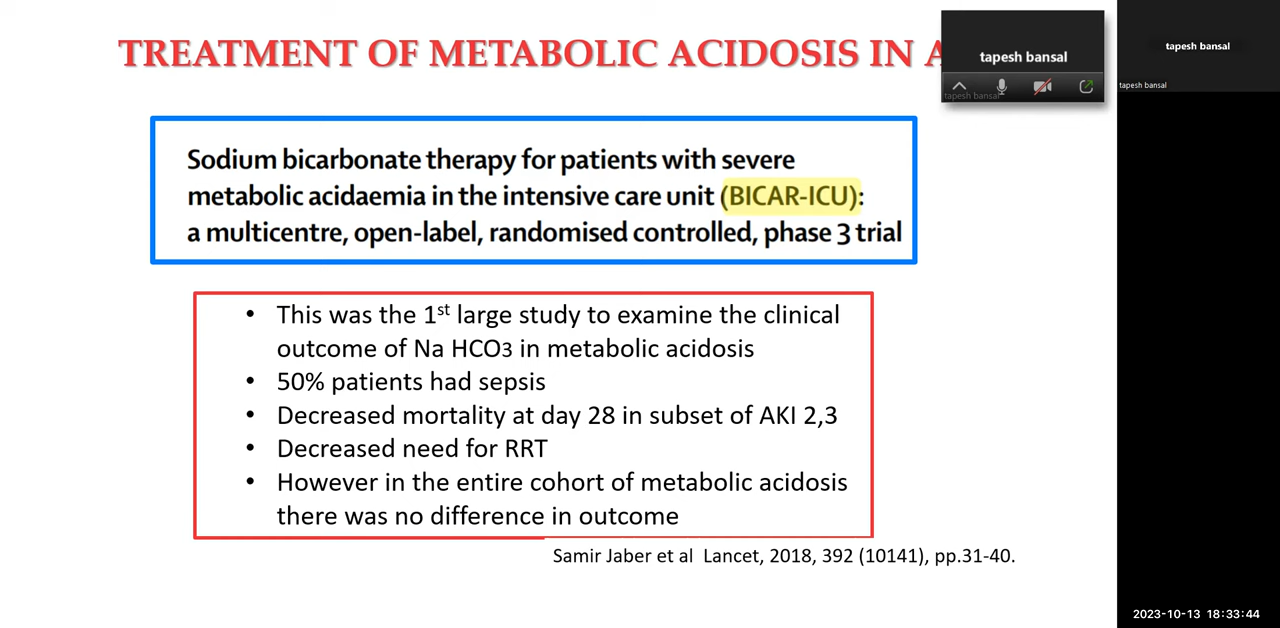 TREATMENT OF METABOLIC ACIDOSIS IN A
tapesh bansal
tapesh bansal
tapesh bansal
tapesh bansal
Sodium bicarbonate therapy for patients with severe
metabolic acidaemia in the intensive care unit (BICAR-ICU):
a multicentre, open-label, randomised controlled, phase 3 trial
• This was the 1st large study to examine the clinical
outcome of Na HCO3 in metabolic acidosis
• 50% patients had sepsis
• Decreased mortality at day 28 in subset of AKI 2,3
• Decreased need for RRT
• However in the entire cohort of metabolic acidosis
there was no difference in outcome
Samir Jaber et al Lancet, 2018, 392 (10141), pp.31-40.
2023-10-13 18:33:44